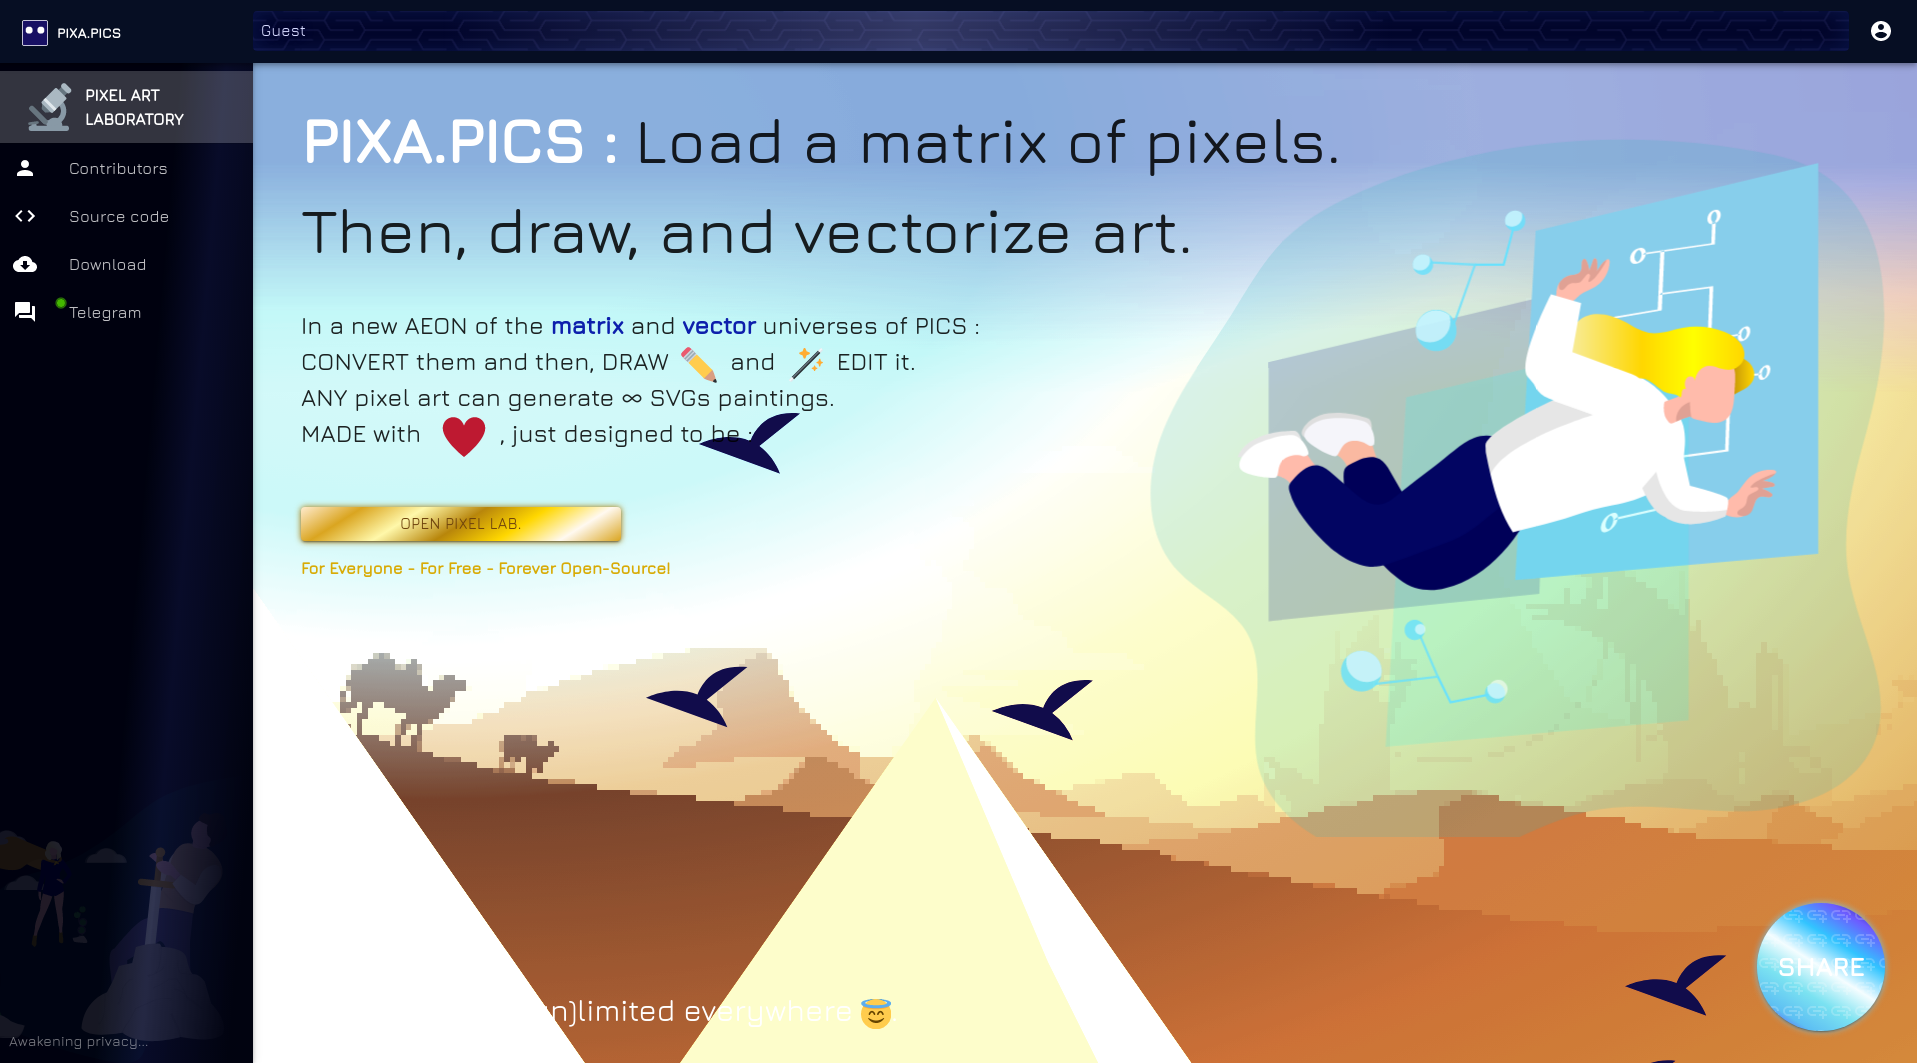 PIXA.PICS
Guest
PIXEL ART
LABORATORY
Contributors
Source code
Download
Telegram
Awakening privacy...
PIXA.PICS : Load a matrix of pixels.
Then, draw, and vectorize art.
In a new AEON of the matrix and vector universes of PICS :
CONVERT them and then, DRAW and EDIT it.
ANY pixel art can generate ∞ SVGs paintings.
MADE with , just designed to be :
OPEN PIXEL LAB.
For Everyone - For Free - Forever Open-Source!
n)limited everywhere
SHARE